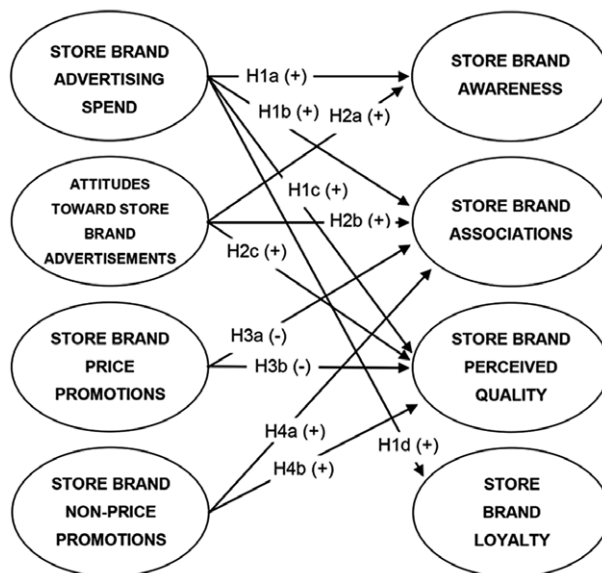 STORE BRAND
ADVERTISING
SPEND
H1a (+)
STORE BRAND
AWARENESS
H1b (+)
H2a (+)
ATTITUDES
TOWARD STORE
BRAND
ADVERTISEMENTS
H1c (+)
H2b (+)
H2c (+)
STORE BRAND
ASSOCIATIONS
STORE BRAND
PRICE
PROMOTIONS
H3a (-)
H3b (-)
STORE BRAND
PERCEIVED
QUALITY
H4a (+)
H1d (+)
H4b (+)
STORE BRAND
NON-PRICE
PROMOTIONS
STORE
BRAND
LOYALTY